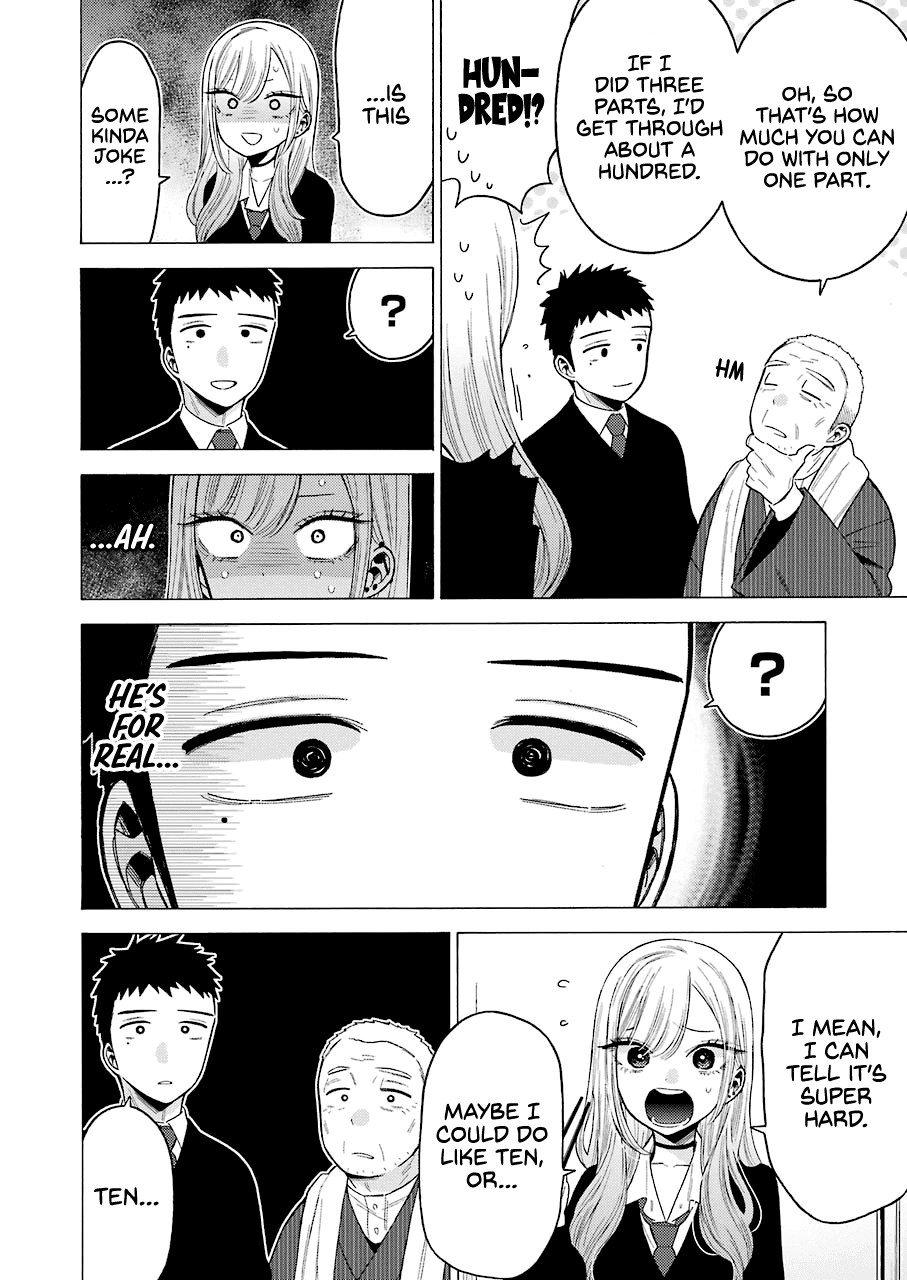 OH, SO
THAT'S HOW
MUCH YOU CAN
DO WITH ONLY
ONE PART.
IF I
DID THREE
PARTS, I'D
GET THROUGH
ABOUT A
HUNDRED.
HUN-
DRED!?
HM
...IS
THIS
SOME
KINDA
JOKE
...?
?
...AH.
?
HE'S
FOR
REAL...
I MEAN,
I CAN
TELL IT'S
SUPER
HARD.
MAYBE I
COULD DO
LIKE TEN,
OR...
TEN...